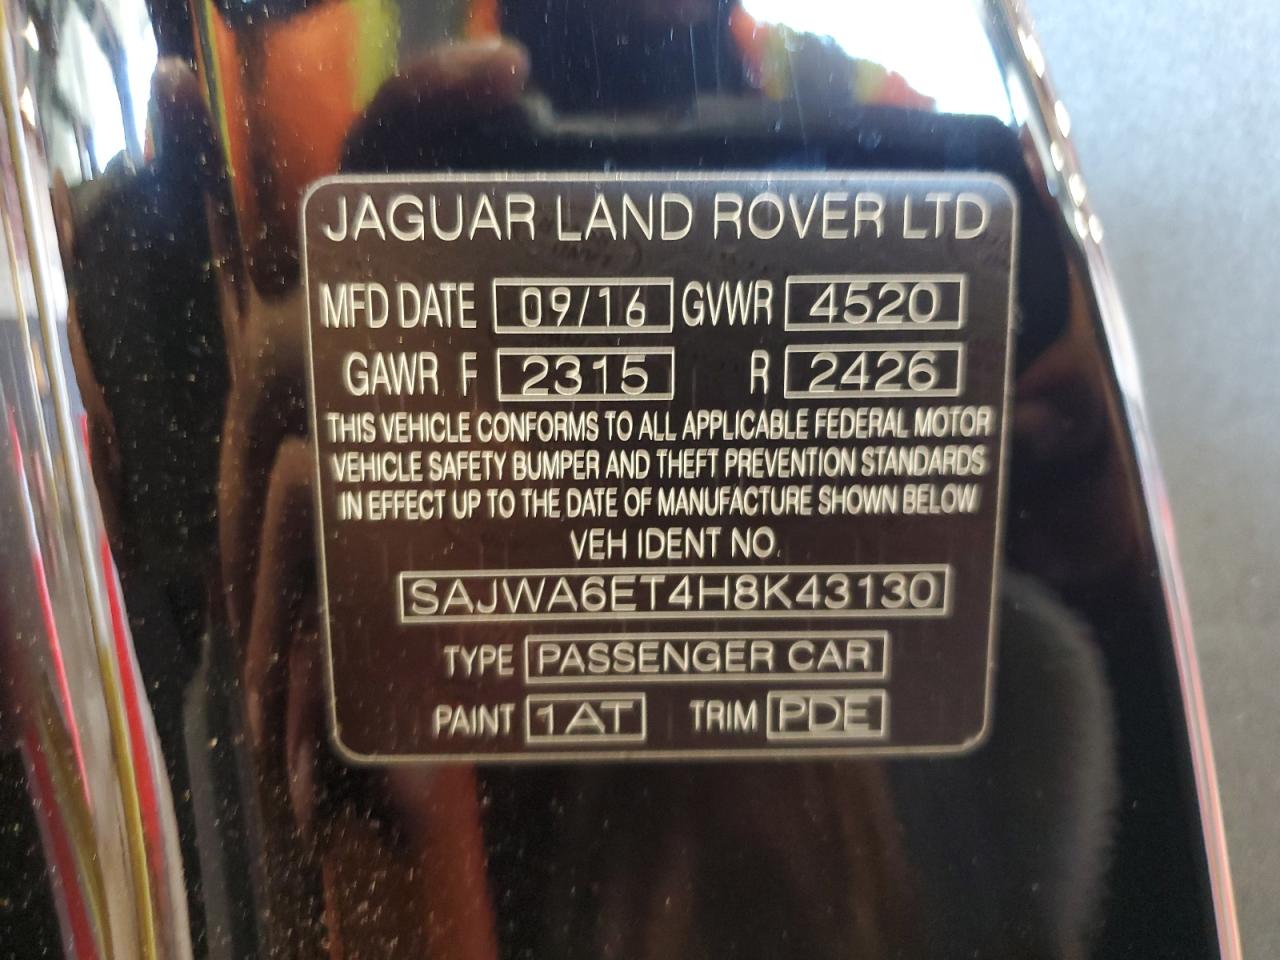 JAGUAR LAND ROVER LTD
MFD DATE 09/16 GVWR 4520
GAWR F 2315 R 2426
THIS VEHICLE CONFORMS TO ALL APPLICABLE FEDERAL MOTOR
VEHICLE SAFETY BUMPER AND THEFT PREVENTION STANDARDS
IN EFFECT UP TO THE DATE OF MANUFACTURE SHOWN BELOW
VEH IDENT NO.
SAJWA6ET4H8K43130
TYPE PASSENGER CAR
PAINT 1AT TRIM PDE